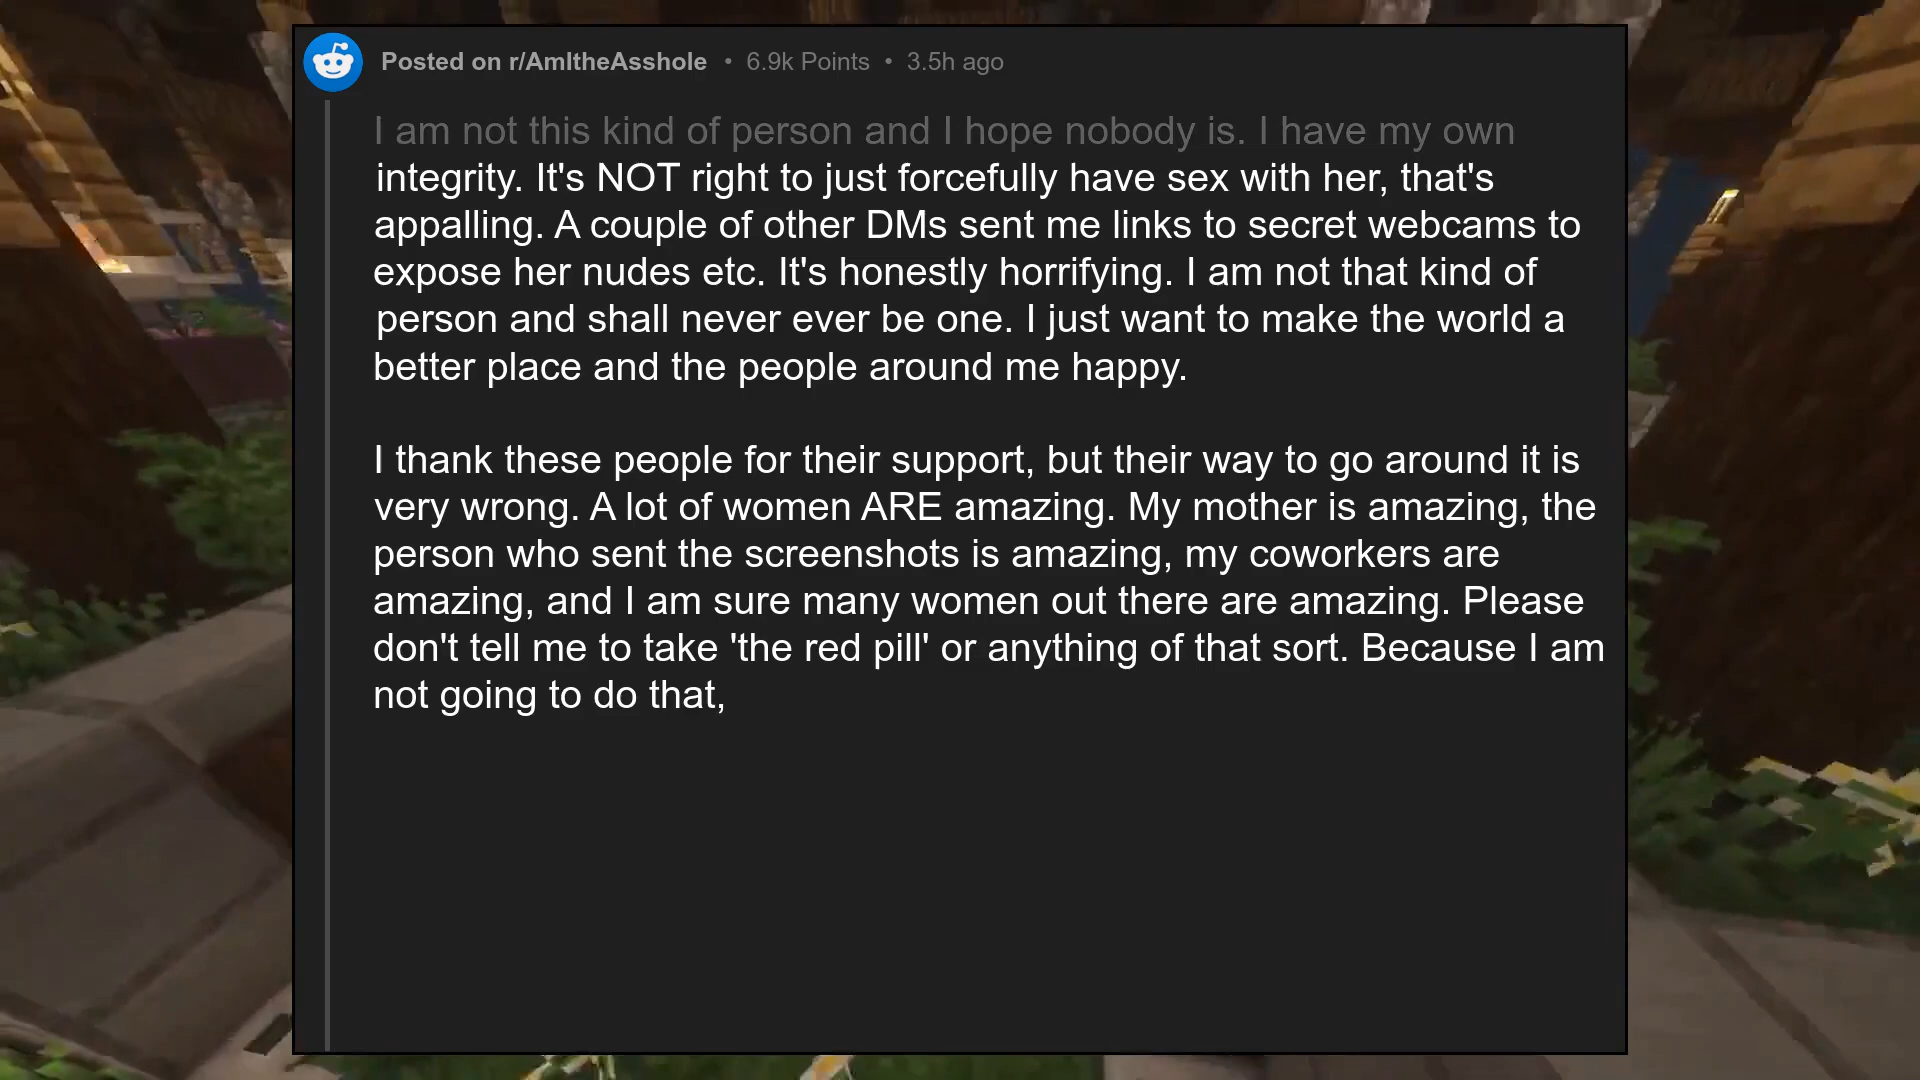 Posted on r/AmItheAsshole • 6.9k Points • 3.5h ago
I am not this kind of person and I hope nobody is. I have my own
integrity. It's NOT right to just forcefully have sex with her, that's
appalling. A couple of other DMs sent me links to secret webcams to
expose her nudes etc. It's honestly horrifying. I am not that kind of
person and shall never ever be one. I just want to make the world a
better place and the people around me happy.
I thank these people for their support, but their way to go around it is
very wrong. A lot of women ARE amazing. My mother is amazing, the
person who sent the screenshots is amazing, my coworkers are
amazing, and I am sure many women out there are amazing. Please
don't tell me to take 'the red pill' or anything of that sort. Because I am
not going to do that,